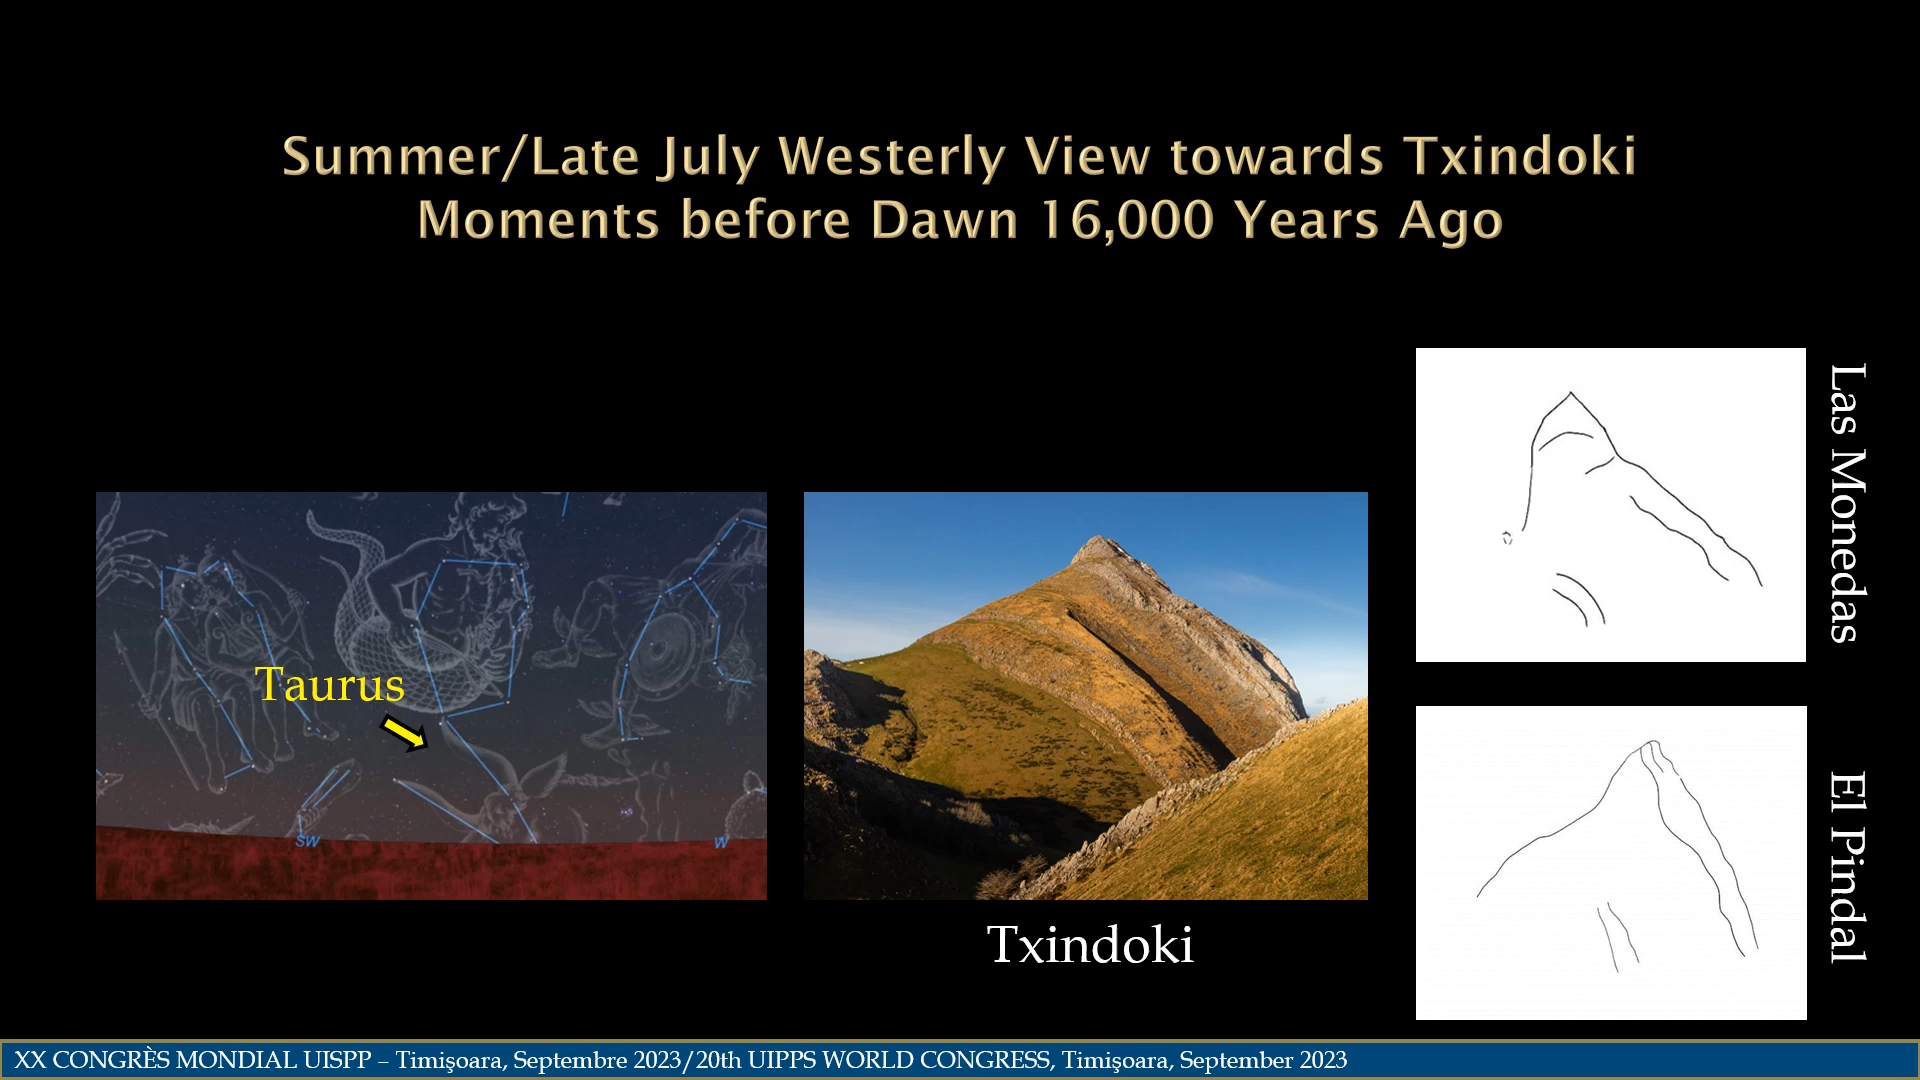 Summer/Late July Westerly View towards Txindoki
Moments before Dawn 16,000 Years Ago
Las Monedas
Taurus
SW
W
Txindoki
El Pindal
XX CONGRÈS MONDIAL UISPP – Timişoara, Septembre 2023/20th UIPPS WORLD CONGRESS, Timişoara, September 2023